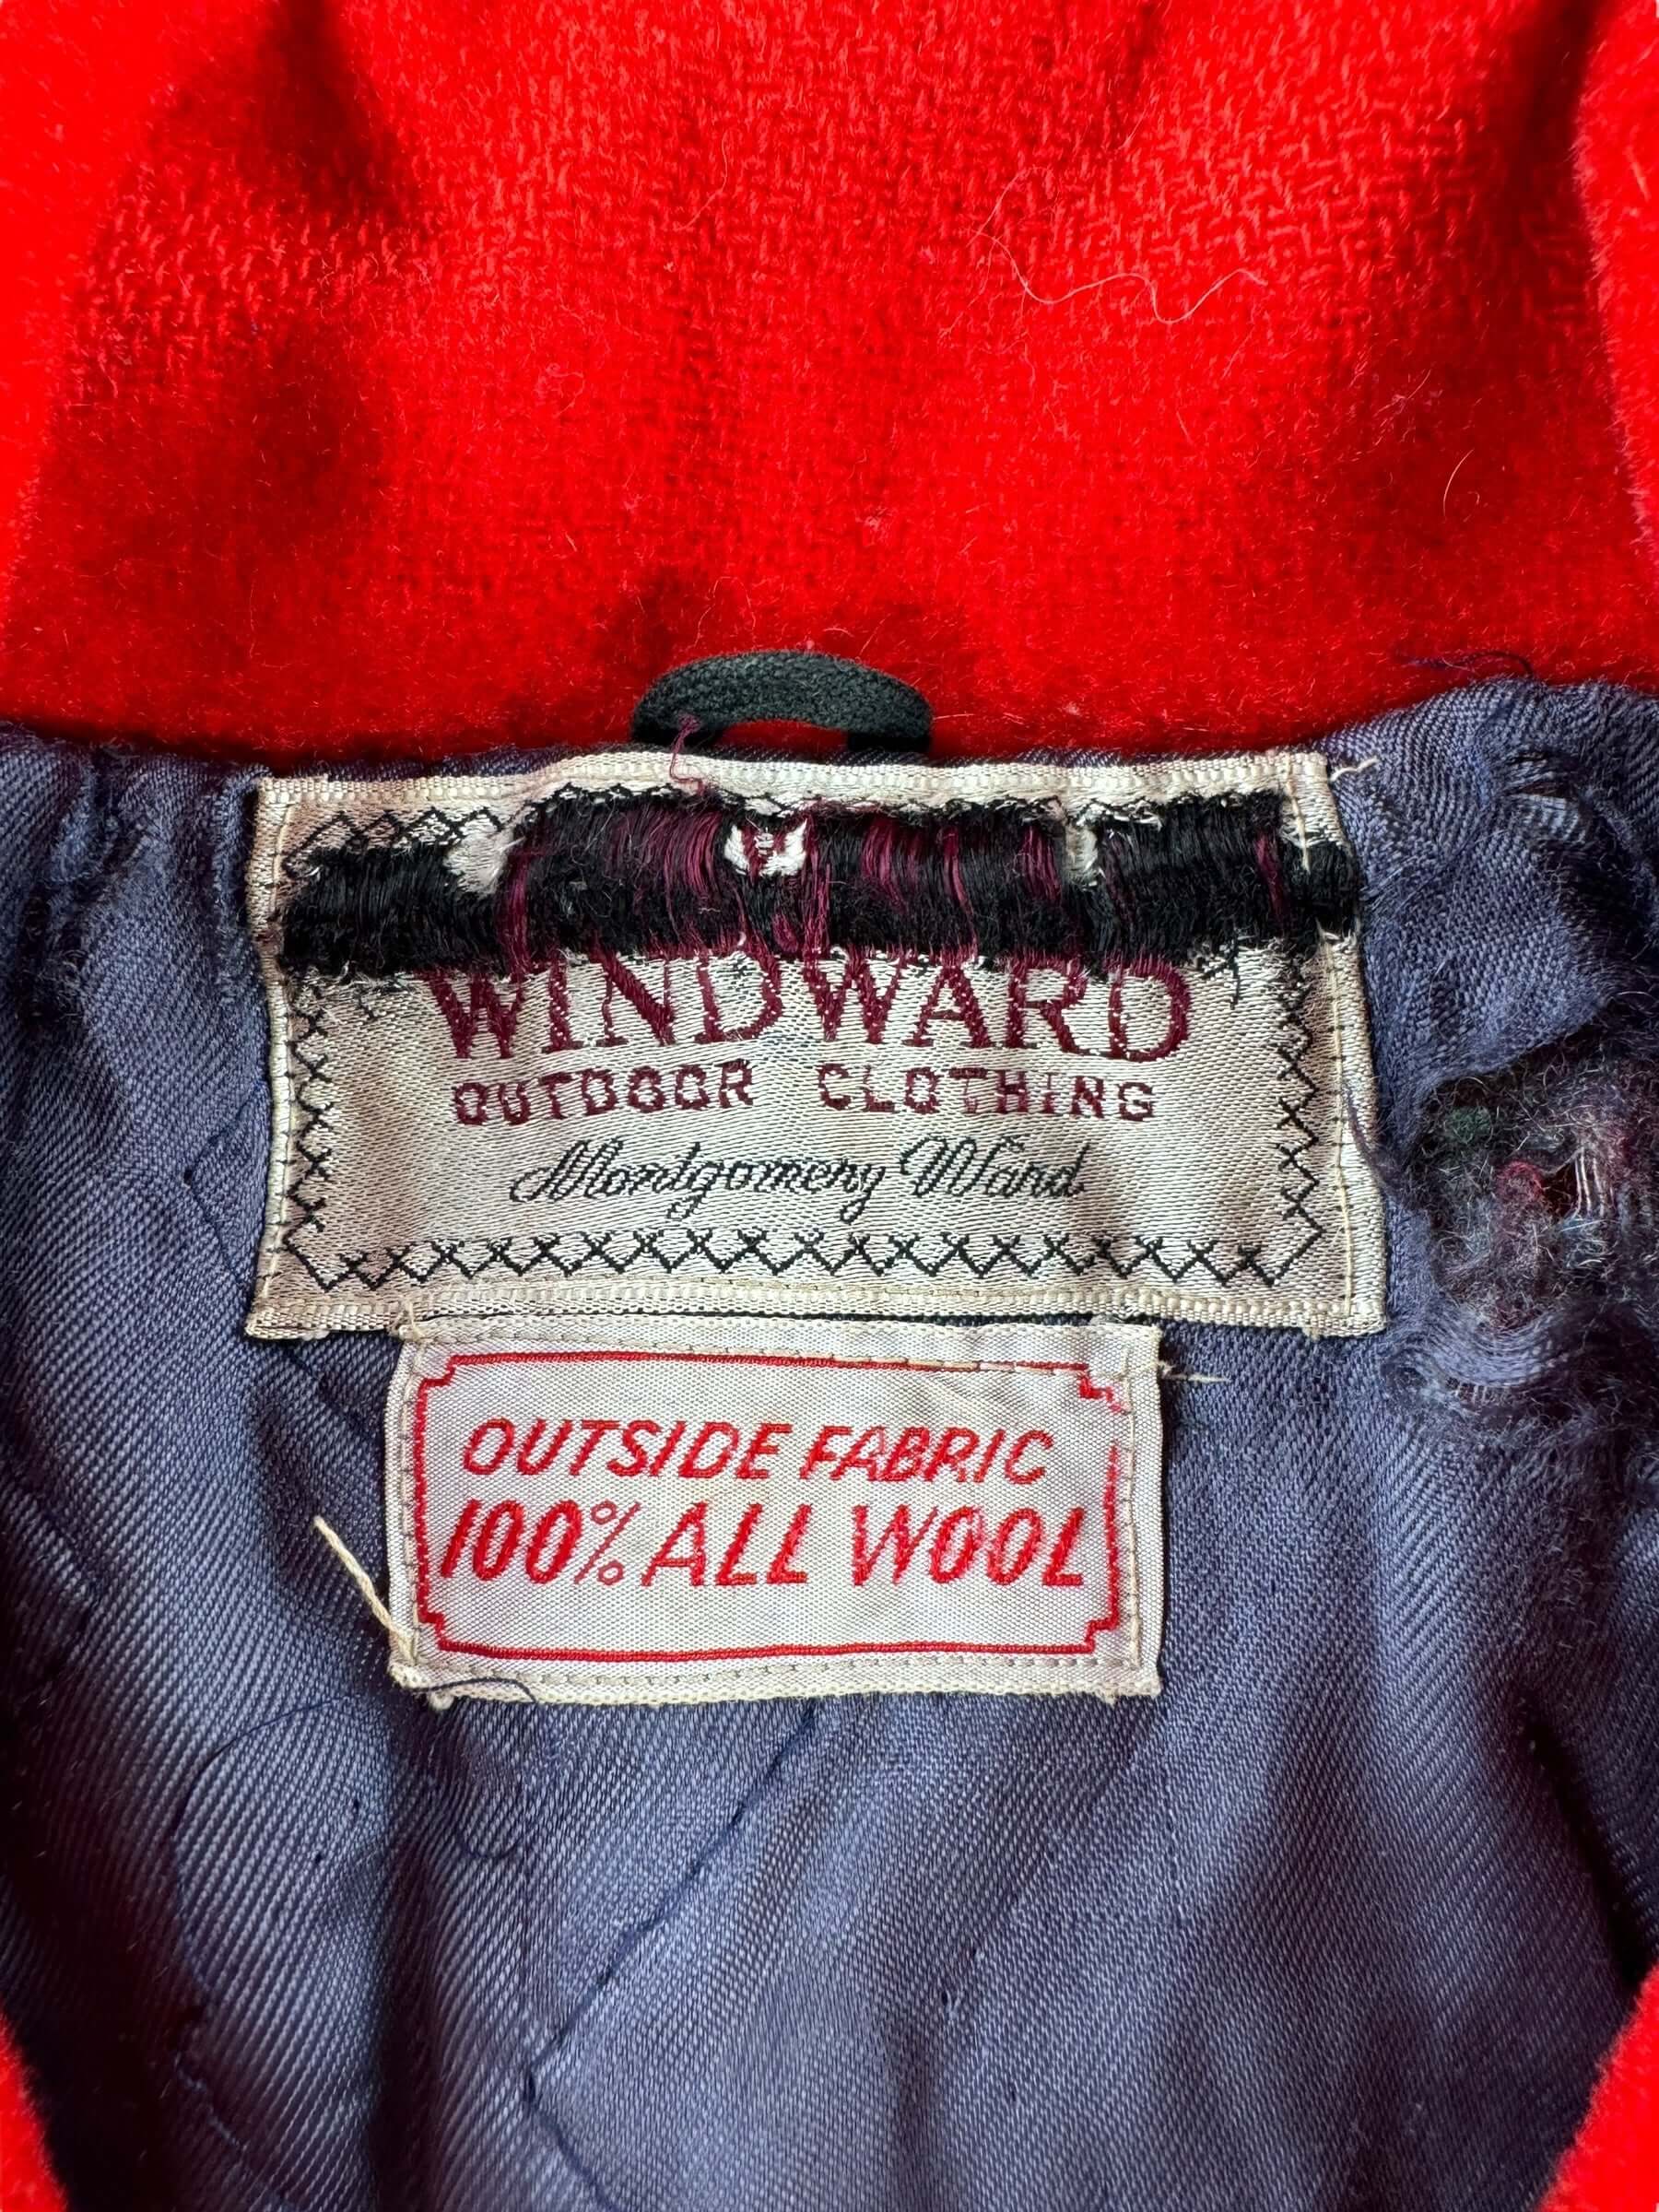 WINDWARD
OUTDOOR CLOTHING
Montgomery Ward
OUTSIDE FABRIC
100% ALL WOOL